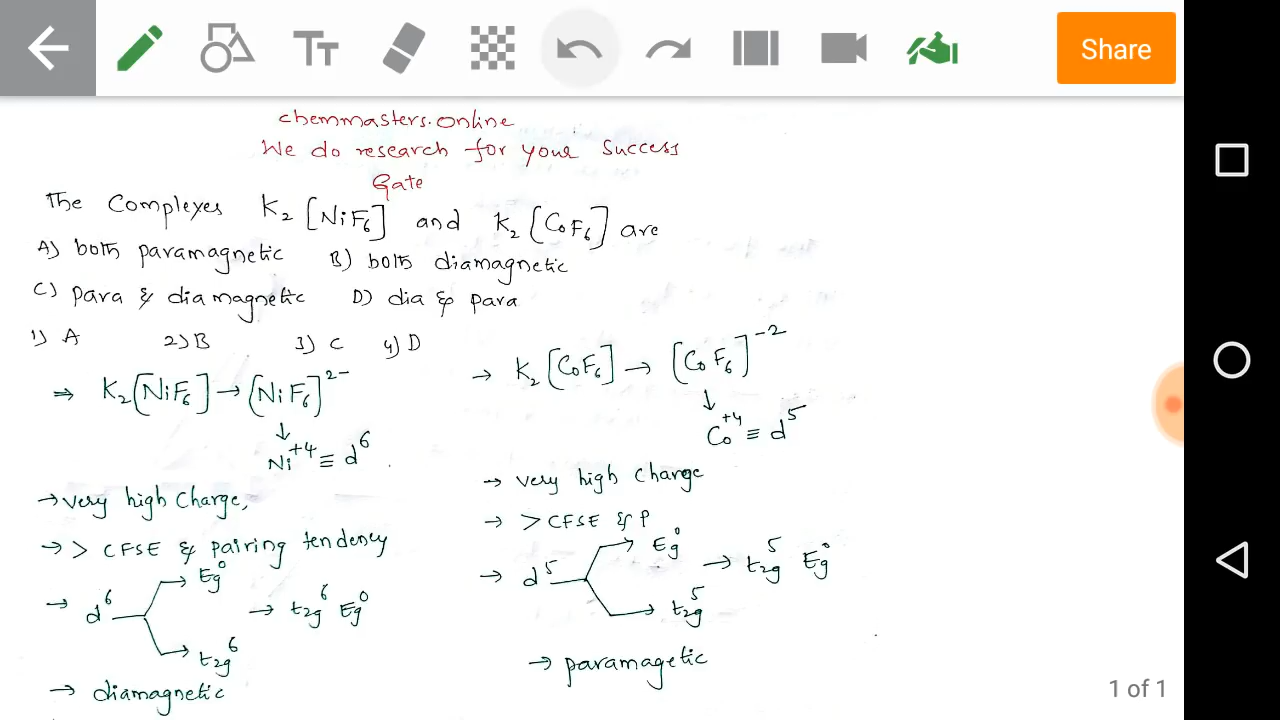 Share
chemmasters.online
We do research for your Success
Gate
The Complexes K₂[NiF₆] and K₂[CoF₆] are
A) both paramagnetic B) both diamagnetic
C) para & diamagnetic D) dia & para
1) A 2) B 3) C 4) D
⇒ K₂[NiF₆] → [NiF₆]²⁻
↓
Ni⁺⁴ ≡ d⁶
→ very high Charge,
→ > CFSE & pairing tendency
→ d⁶ → Eg⁰ → t₂g⁶ Eg⁰
→ t₂g⁶
→ diamagnetic
→ K₂[CoF₆] → [CoF₆]⁻²
↓
Co⁺⁴ ≡ d⁵
→ very high Charge
→ > CFSE & P
→ d⁵ → Eg⁰ → t₂g⁵ Eg⁰
→ t₂g⁵
→ paramagetic
1 of 1